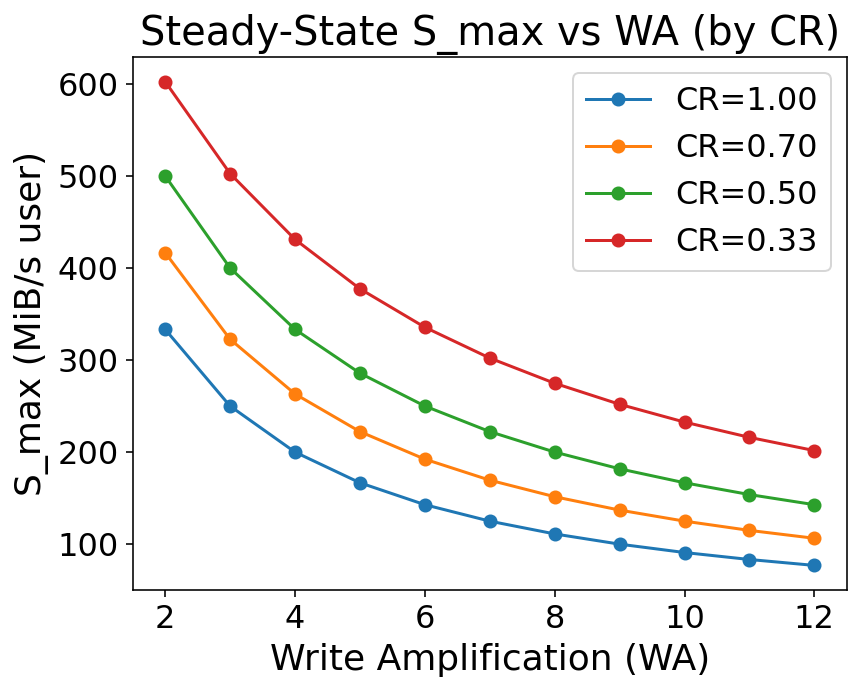 Steady-State S_max vs WA (by CR)
S_max (MiB/s user)
600
500
400
300
200
100
CR=1.00
CR=0.70
CR=0.50
CR=0.33
2 4 6 8 10 12
Write Amplification (WA)